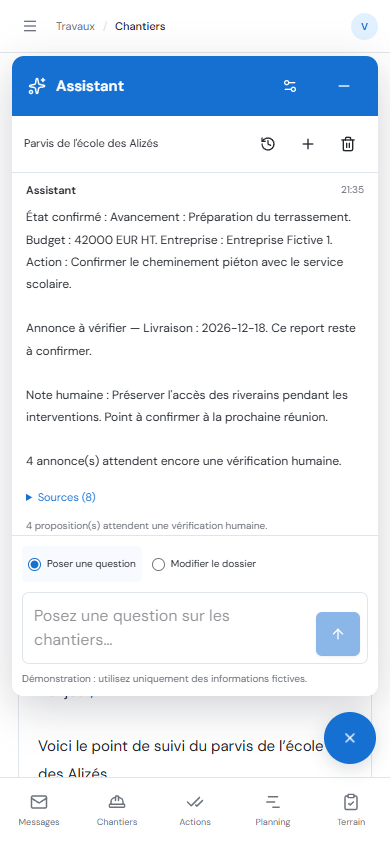 Travaux / Chantiers
V
Assistant
Parvis de l'école des Alizés
Assistant
21:35
État confirmé : Avancement : Préparation du terrassement.
Budget : 42000 EUR HT. Entreprise : Entreprise Fictive 1.
Action : Confirmer le cheminement piéton avec le service
scolaire.
Annonce à vérifier — Livraison : 2026-12-18. Ce report reste
à confirmer.
Note humaine : Préserver l'accès des riverains pendant les
interventions. Point à confirmer à la prochaine réunion.
4 annonce(s) attendent encore une vérification humaine.
Sources (8)
4 proposition(s) attendent une vérification humaine.
Poser une question
Modifier le dossier
Posez une question sur les
chantiers...
Démonstration : utilisez uniquement des informations fictives.
Voici le point de suivi du parvis de l'école
des Alizés
Messages
Chantiers
Actions
Planning
Terrain